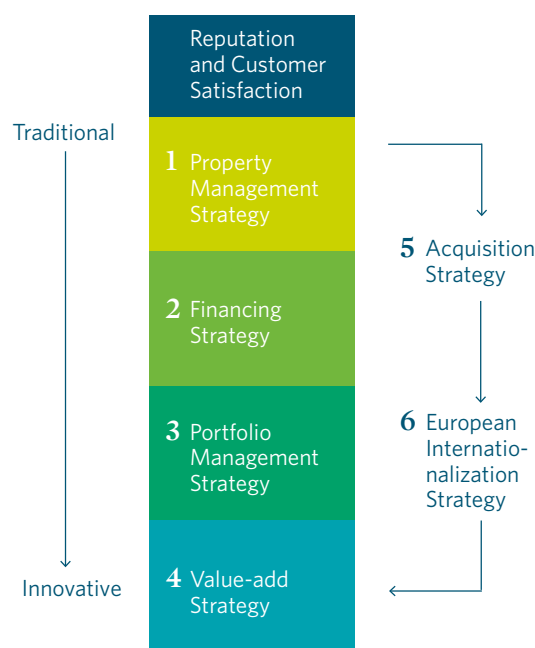 Reputation
and Customer
Satisfaction
Traditional
1 Property
Management
Strategy
2 Financing
Strategy
3 Portfolio
Management
Strategy
4 Value-add
Strategy
Innovative
5 Acquisition
Strategy
6 European
Internatio-
nalization
Strategy